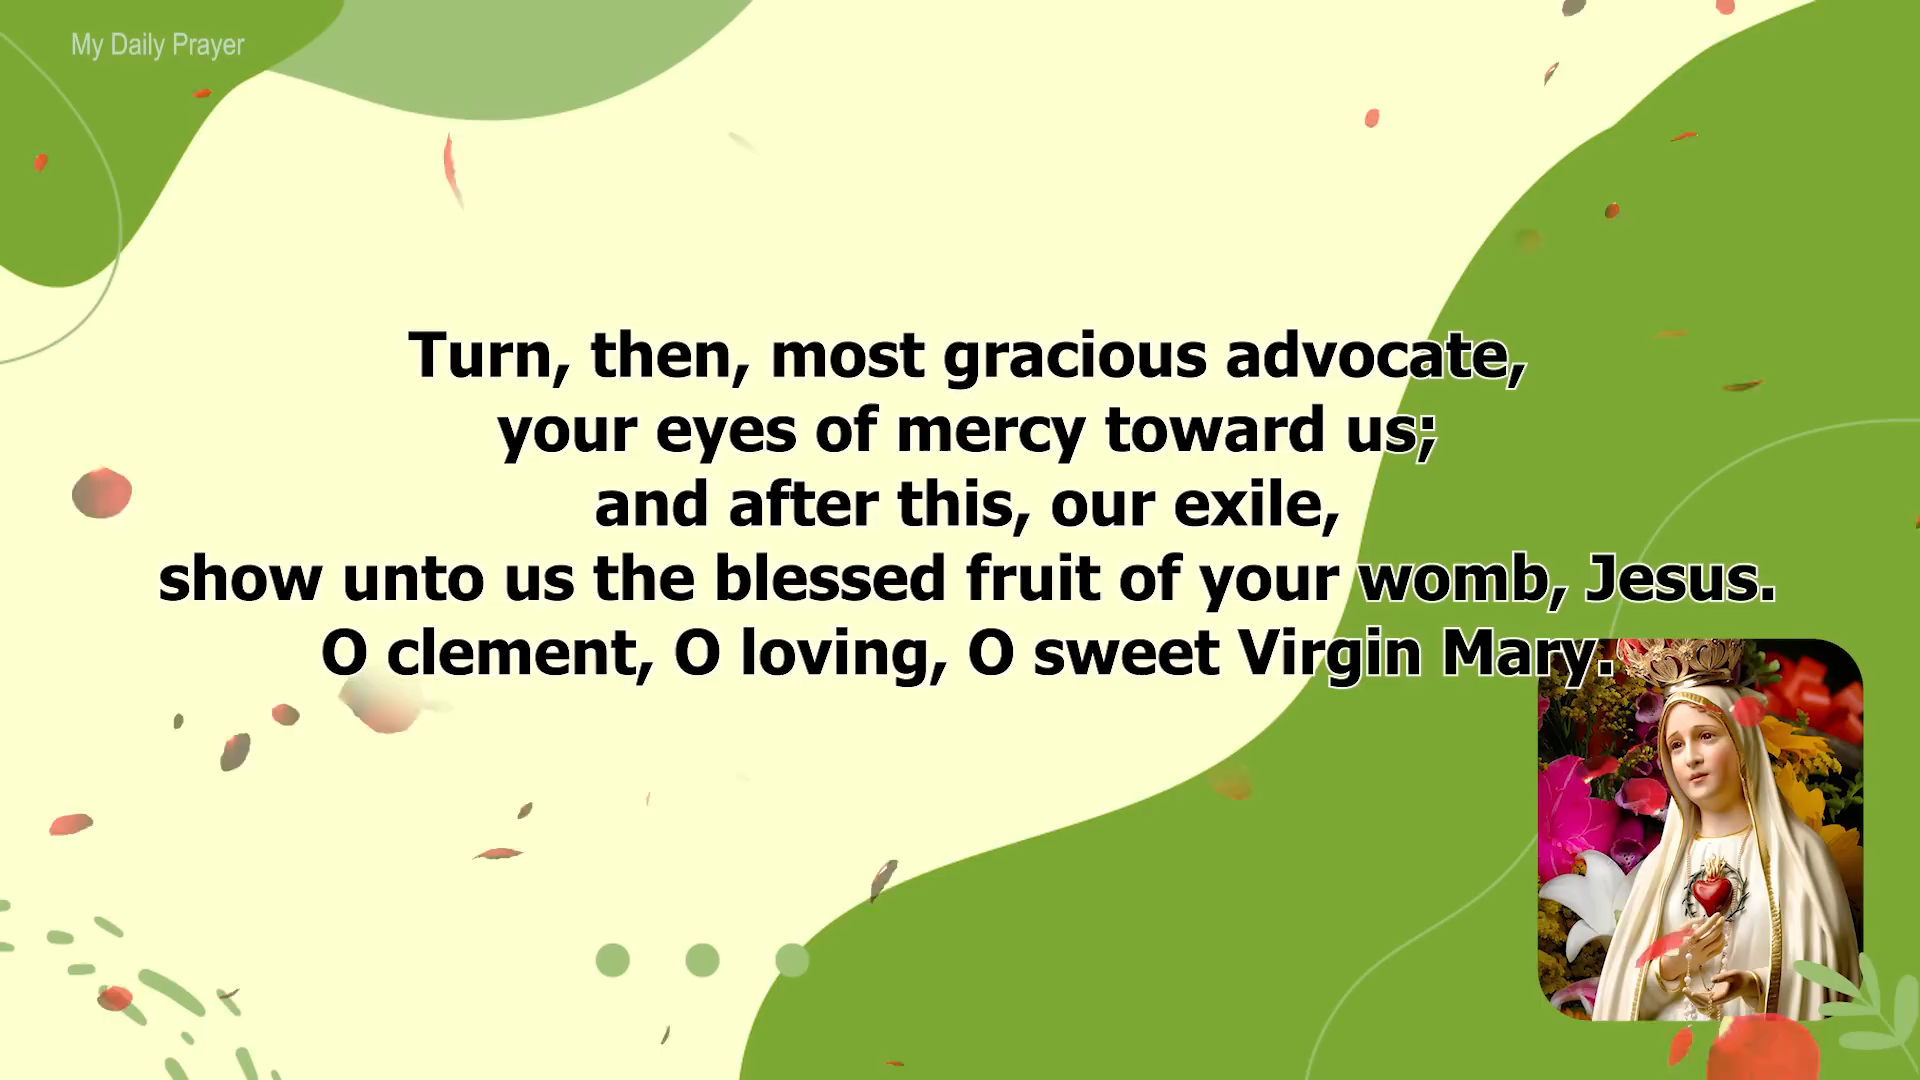 My Daily Prayer
Turn, then, most gracious advocate,
your eyes of mercy toward us;
and after this, our exile,
show unto us the blessed fruit of your womb, Jesus.
O clement, O loving, O sweet Virgin Mary.